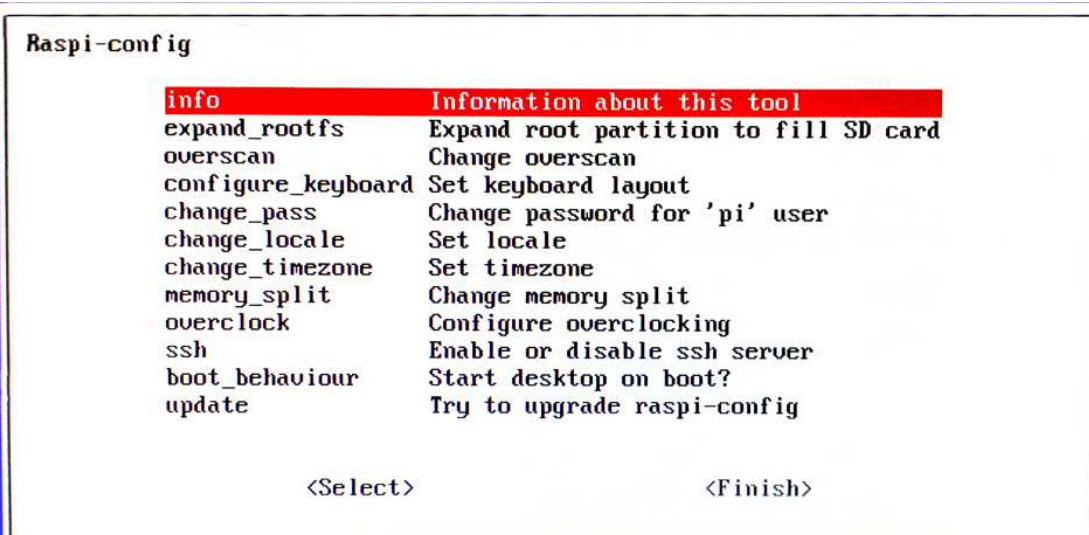 Raspi-config
info Information about this tool
expand_rootfs Expand root partition to fill SD card
overscan Change overscan
configure_keyboard Set keyboard layout
change_pass Change password for 'pi' user
change_locale Set locale
change_timezone Set timezone
memory_split Change memory split
overclock Configure overclocking
ssh Enable or disable ssh server
boot_behaviour Start desktop on boot?
update Try to upgrade raspi-config
<Select> <Finish>